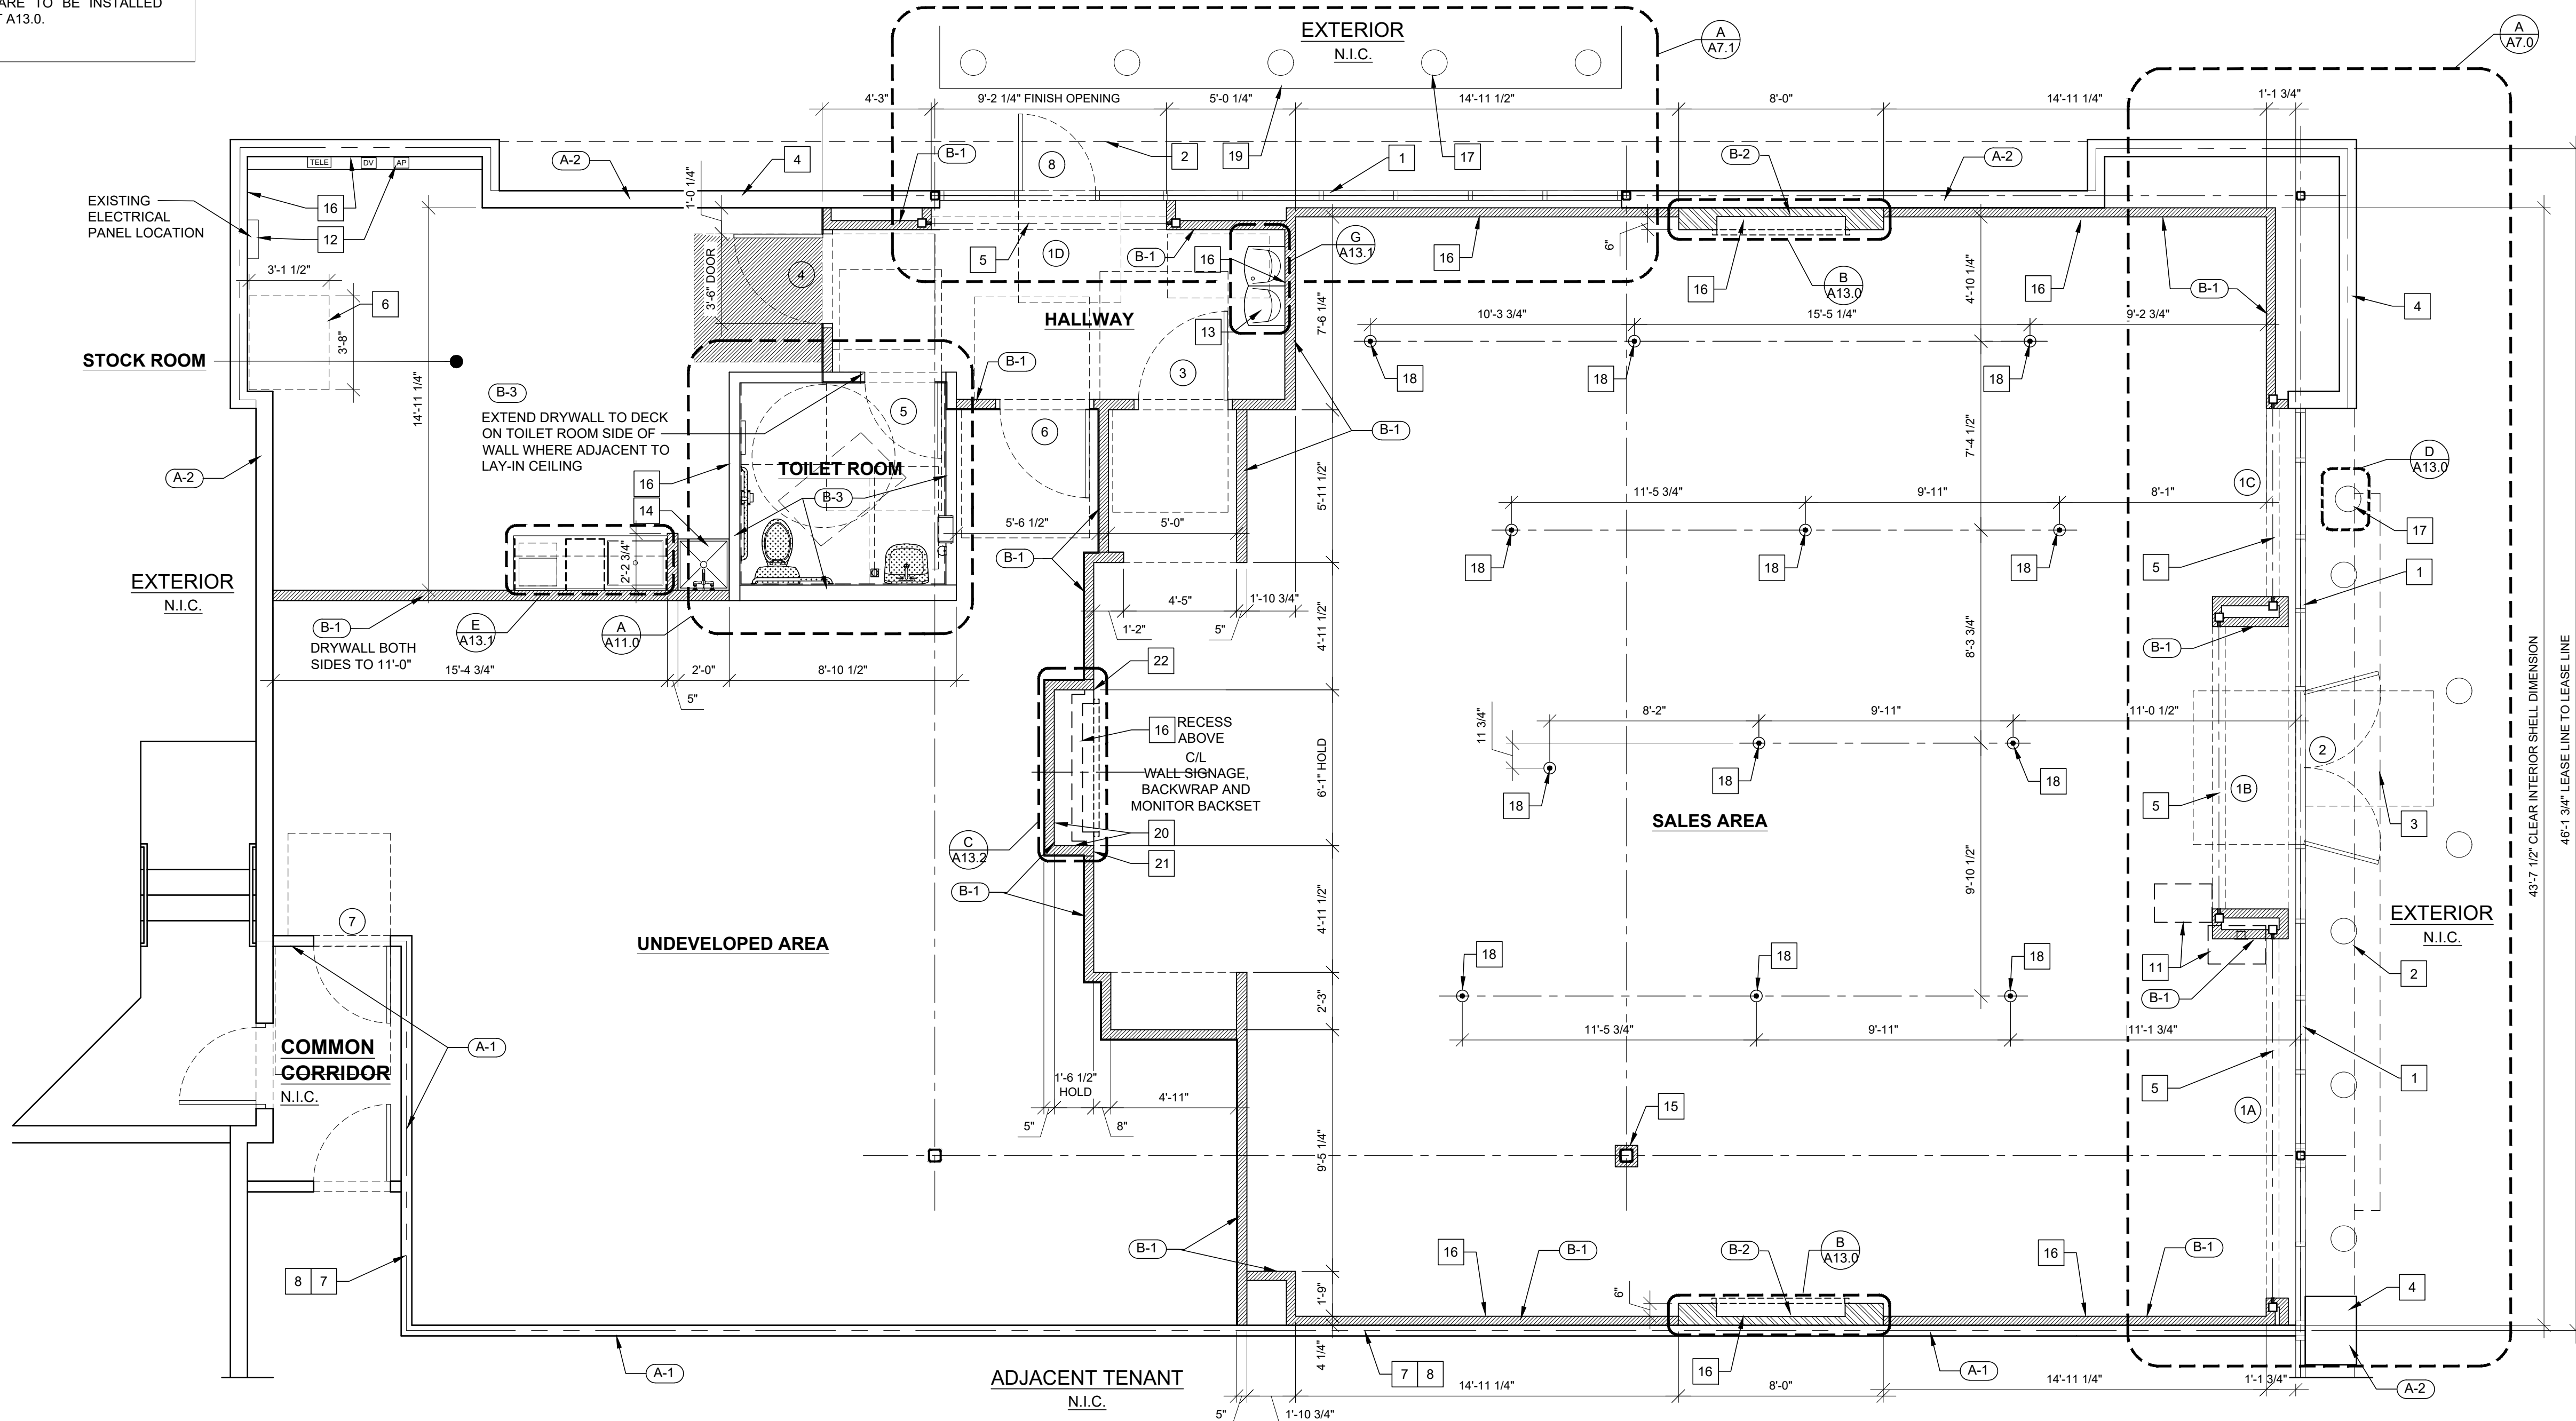 ARE TO BE INSTALLED
T A13.0.
EXTERIOR
N.I.C.
A
A7.1
A
A7.0
4'-3"
9'-2 1/4" FINISH OPENING
5'-0 1/4"
14'-11 1/2"
8'-0"
14'-11 1/4"
1'-1 3/4"
TELE
DV
AP
A-2
4
B-1
8
2
19
1
17
B-2
A-2
EXISTING
ELECTRICAL
PANEL LOCATION
16
12
1'-0 1/4"
3'-6" DOOR
4
5
1D
B-1
16
G
A13.1
16
6"
16
B
A13.0
4'-10 1/4"
16
B-1
4
3'-1 1/2"
6
3'-8"
HALLWAY
13
7'-6 1/4"
10'-3 3/4"
15'-5 1/4"
9'-2 3/4"
STOCK ROOM
14'-11 1/4"
B-1
3
18
18
18
B-3
EXTEND DRYWALL TO DECK
ON TOILET ROOM SIDE OF
WALL WHERE ADJACENT TO
LAY-IN CEILING
5
6
B-1
7'-4 1/2"
D
A13.0
A-2
16
14
TOILET ROOM
B-3
5'-11 1/2"
11'-5 3/4"
9'-11"
8'-1"
1C
17
5'-6 1/2"
5'-0"
2'-2 3/4"
B-1
18
18
18
5
1
EXTERIOR
N.I.C.
B-1
DRYWALL BOTH
SIDES TO 11'-0"
E
A13.1
A
A11.0
4'-5"
1'-10 3/4"
1'-2"
5"
4'-11 1/2"
8'-3 3/4"
B-1
15'-4 3/4"
2'-0"
8'-10 1/2"
5"
22
16
RECESS
ABOVE
C/L
WALL SIGNAGE,
BACKWRAP AND
MONITOR BACKSET
6'-1" HOLD
11 3/4"
8'-2"
9'-11"
11'-0 1/2"
18
18
18
2
1B
5
3
SALES AREA
20
C
A13.2
21
B-1
4'-11 1/2"
9'-10 1/2"
43'-7 1/2" CLEAR INTERIOR SHELL DIMENSION
46'-1 3/4" LEASE LINE TO LEASE LINE
7
UNDEVELOPED AREA
EXTERIOR
N.I.C.
18
18
18
11
B-1
2
2'-3"
11'-5 3/4"
9'-11"
11'-1 3/4"
COMMON
CORRIDOR
N.I.C.
A-1
1'-6 1/2"
HOLD
4'-11"
5"
8"
15
5
1A
1
9'-5 1/4"
8
7
B-1
16
B-1
B-2
B
A13.0
16
B-1
6"
1'-9"
4
A-1
ADJACENT TENANT
N.I.C.
4 1/4"
7
8
16
A-1
A-2
14'-11 1/4"
8'-0"
14'-11 1/4"
1'-1 3/4"
5"
1'-10 3/4"